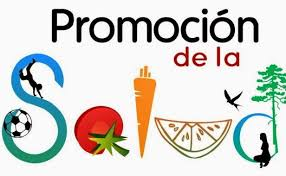 Promoción
de la
Salud